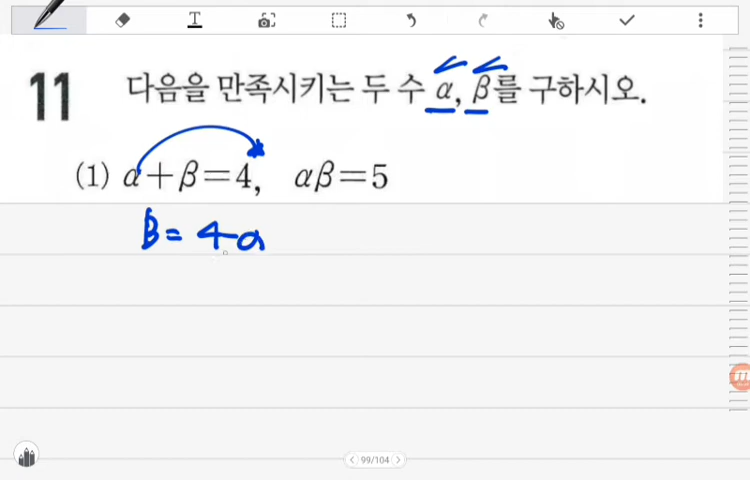 T
11 다음을 만족시키는 두 수 α, β를 구하시오.
(1) α+β=4, αβ=5
β = 4-α
99/104